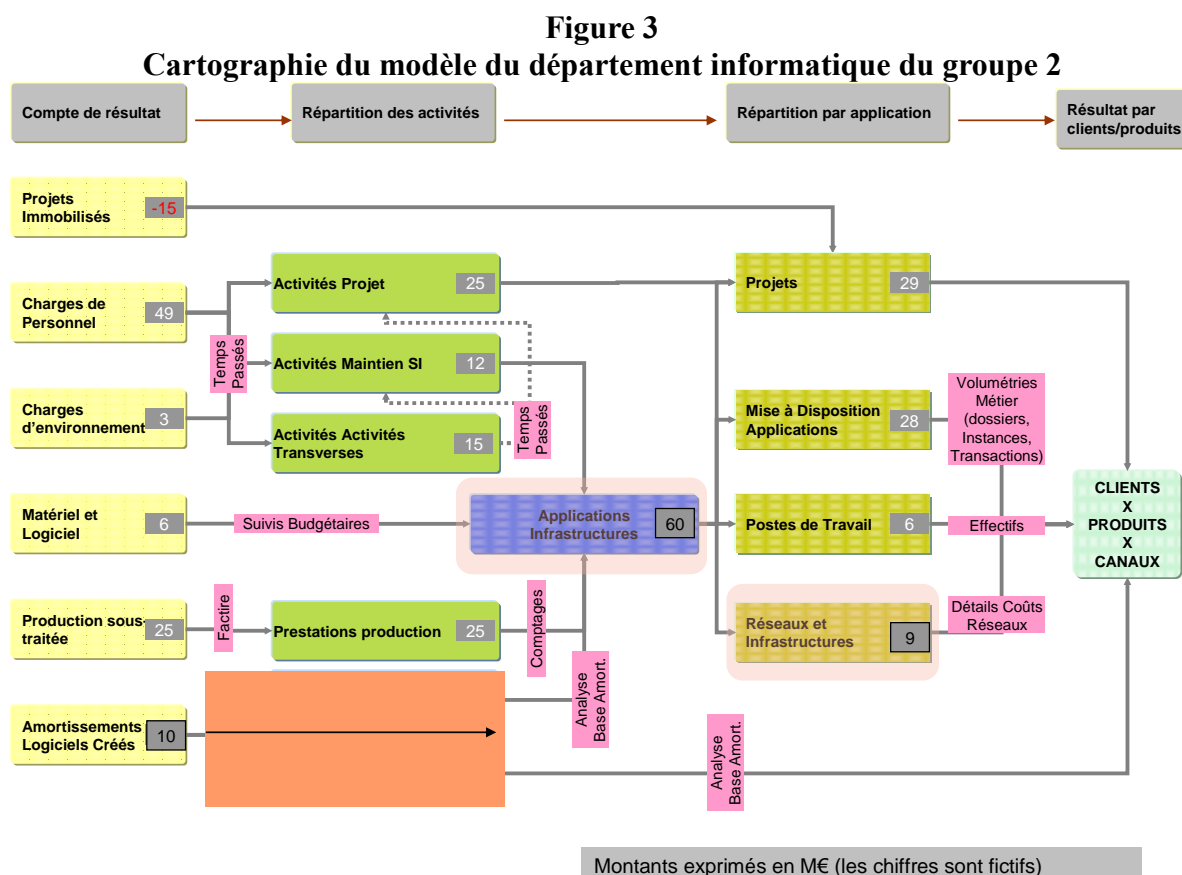 Figure 3
Cartographie du modèle du département informatique du groupe 2
Compte de résultat
Répartition des activités
Répartition par application
Résultat par
clients/produits
Projets
Immobilisés
-15
Charges de
Personnel
49
Temps
Passés
Activités Projet
25
Projets
29
Activités Maintien SI
12
Charges
d'environnement
3
Activités Activités
Transverses
15
Temps
Passés
Mise à Disposition
Applications
28
Volumétries
Métier
(dossiers,
Instances,
Transactions)
Matériel et
Logiciel
6
Suivis Budgétaires
Applications
Infrastructures
60
Postes de Travail
6
Effectifs
CLIENTS
X
PRODUITS
X
CANAUX
Production sous-
traitée
25
Factire
Prestations production
25
Comptages
Réseaux et
Infrastructures
9
Détails Coûts
Réseaux
Amortissements
Logiciels Créés
10
Analyse
Base Amort.
Analyse
Base Amort.
Montants exprimés en M€ (les chiffres sont fictifs)